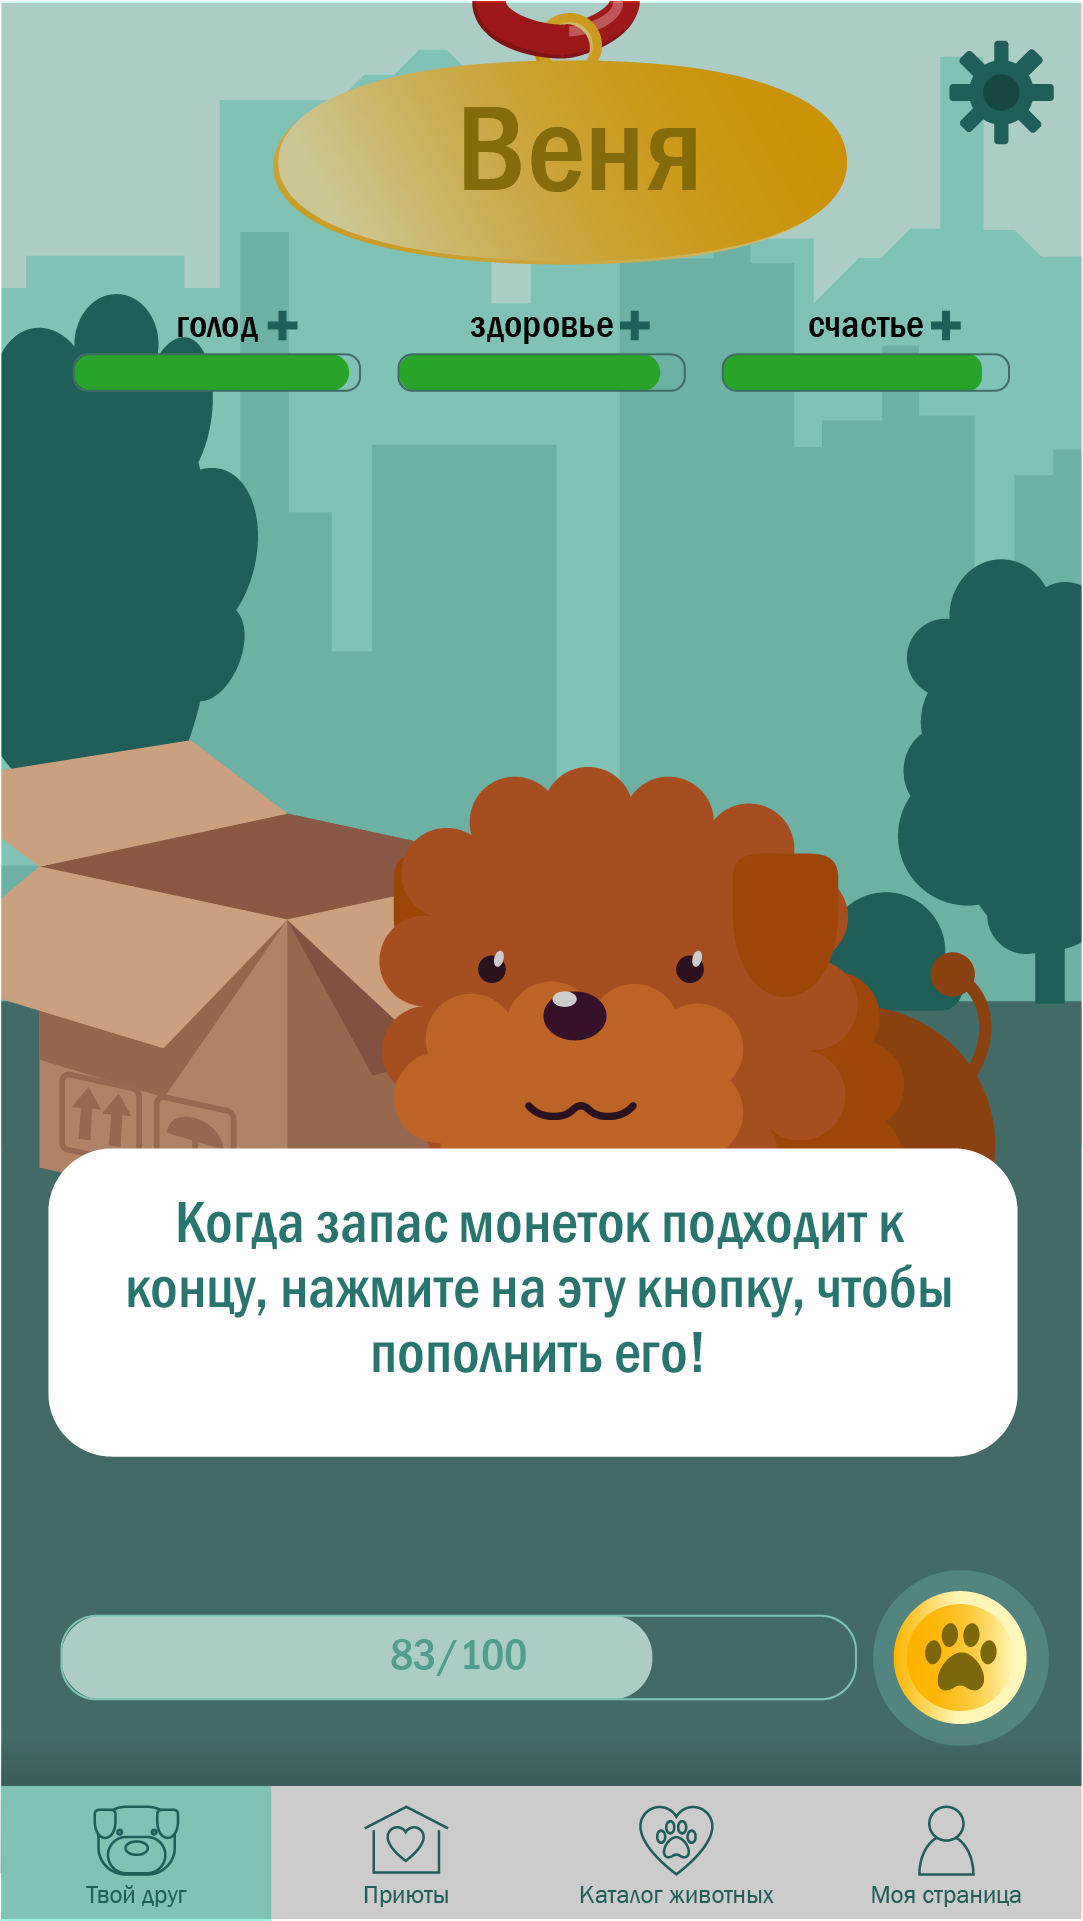 Веня
голод
здоровье
счастье
Когда запас монеток подходит к
концу, нажмите на эту кнопку, чтобы
пополнить его!
83/100
Твой друг
Приюты
Каталог животных
Моя страница